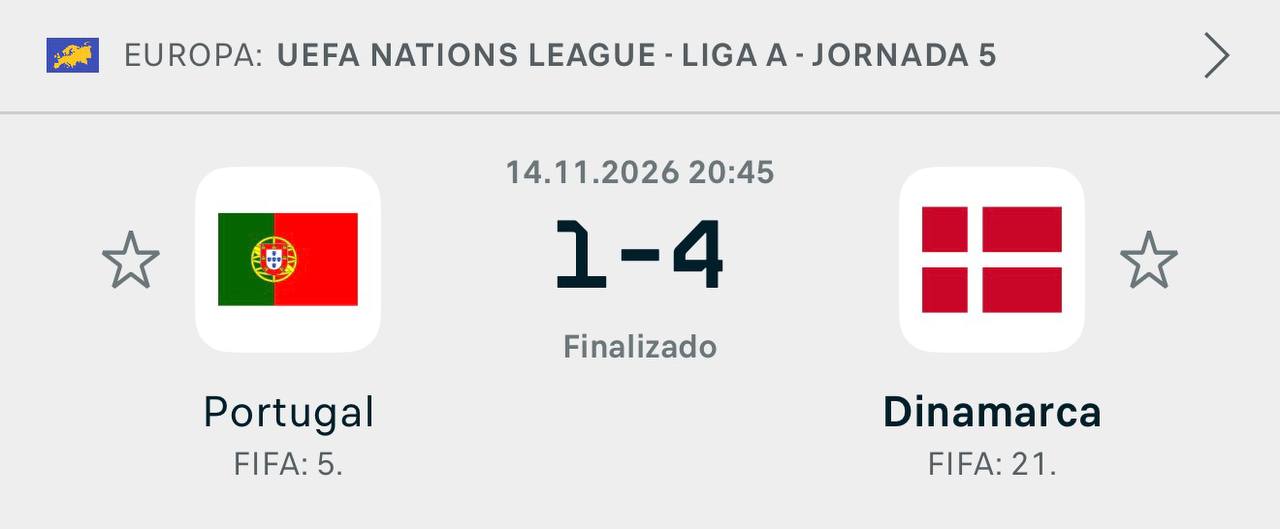 EUROPA: UEFA NATIONS LEAGUE - LIGA A - JORNADA 5
14.11.2026 20:45
1-4
Finalizado
Portugal
Dinamarca
FIFA: 5.
FIFA: 21.